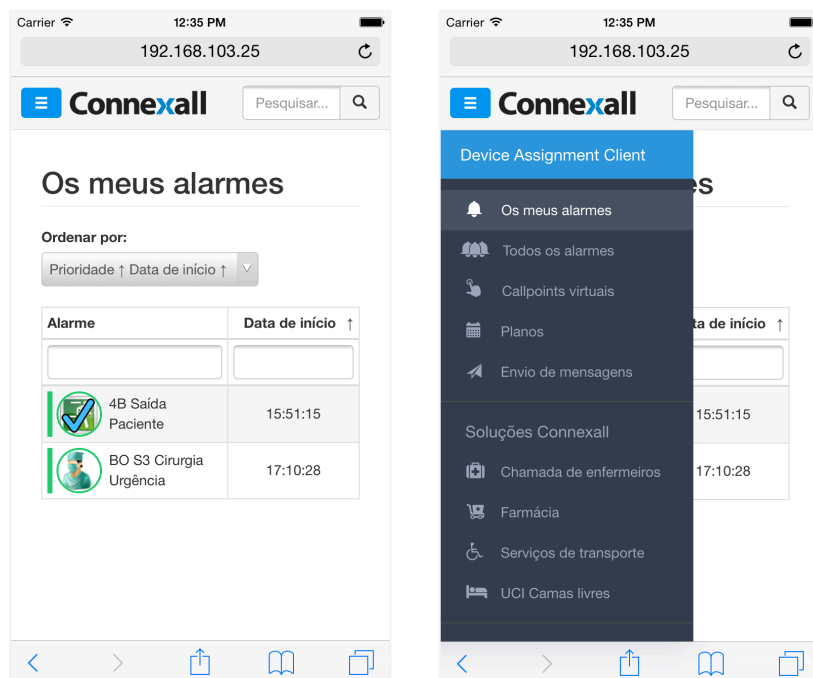 Carrier 12:35 PM
192.168.103.25
Connexall Pesquisar...
Os meus alarmes
Ordenar por:
Prioridade ↑ Data de início ↑
Alarme Data de início ↑
4B Saída
Paciente
15:51:15
BO S3 Cirurgia
Urgência
17:10:28
Carrier 12:35 PM
192.168.103.25
Connexall Pesquisar...
Device Assignment Client
s
Os meus alarmes
Todos os alarmes
Callpoints virtuais
Planos
ta de início ↑
Envio de mensagens
15:51:15
Soluções Connexall
Chamada de enfermeiros
17:10:28
Farmácia
Serviços de transporte
UCI Camas livres